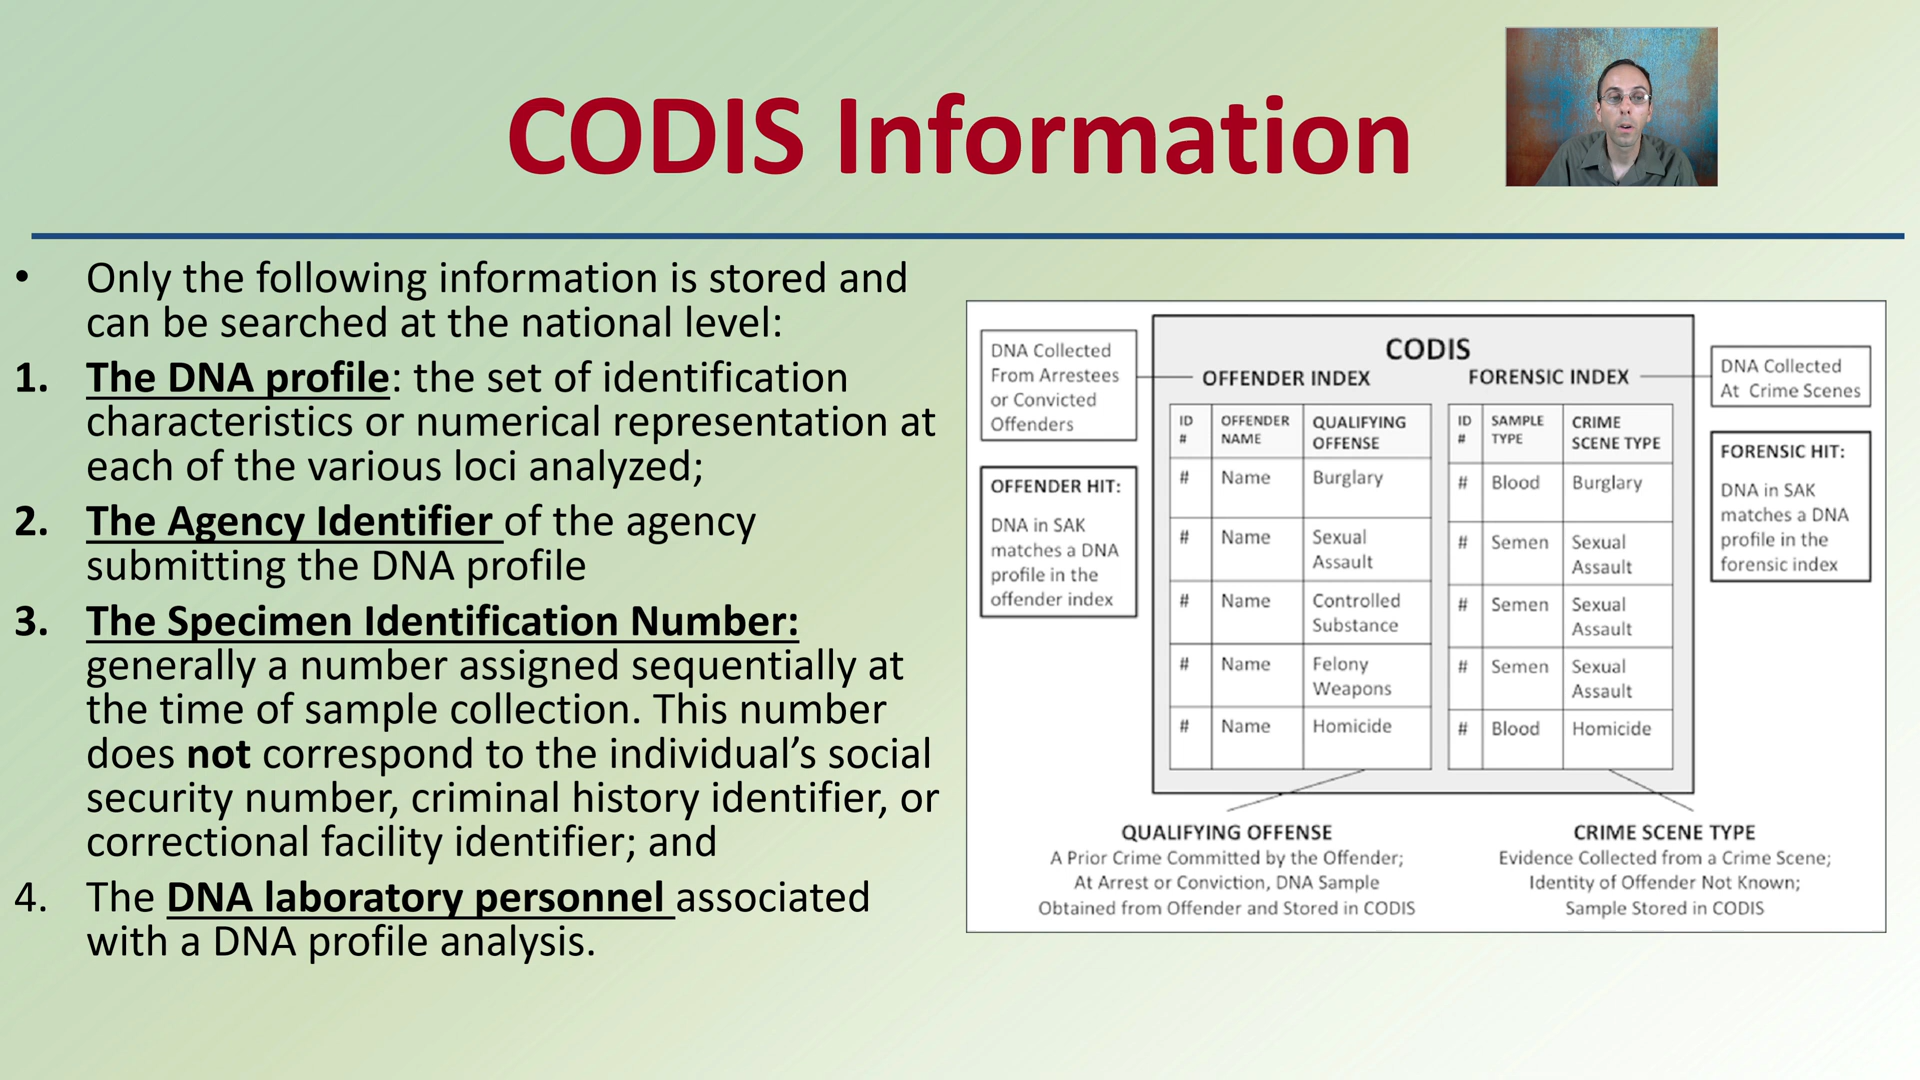 CODIS Information
• Only the following information is stored and
can be searched at the national level:
1. The DNA profile: the set of identification
characteristics or numerical representation at
each of the various loci analyzed;
2. The Agency Identifier of the agency
submitting the DNA profile
3. The Specimen Identification Number:
generally a number assigned sequentially at
the time of sample collection. This number
does not correspond to the individual’s social
security number, criminal history identifier, or
correctional facility identifier; and
4. The DNA laboratory personnel associated
with a DNA profile analysis.
DNA Collected
From Arrestees
or Convicted
Offenders
OFFENDER HIT:
DNA in SAK
matches a DNA
profile in the
offender index
CODIS
OFFENDER INDEX
ID # OFFENDER NAME QUALIFYING OFFENSE
# Name Burglary
# Name Sexual Assault
# Name Controlled Substance
# Name Felony Weapons
# Name Homicide
FORENSIC INDEX
ID # SAMPLE TYPE CRIME SCENE TYPE
# Blood Burglary
# Semen Sexual Assault
# Semen Sexual Assault
# Semen Sexual Assault
# Blood Homicide
DNA Collected
At Crime Scenes
FORENSIC HIT:
DNA in SAK
matches a DNA
profile in the
forensic index
QUALIFYING OFFENSE
A Prior Crime Committed by the Offender;
At Arrest or Conviction, DNA Sample
Obtained from Offender and Stored in CODIS
CRIME SCENE TYPE
Evidence Collected from a Crime Scene;
Identity of Offender Not Known;
Sample Stored in CODIS